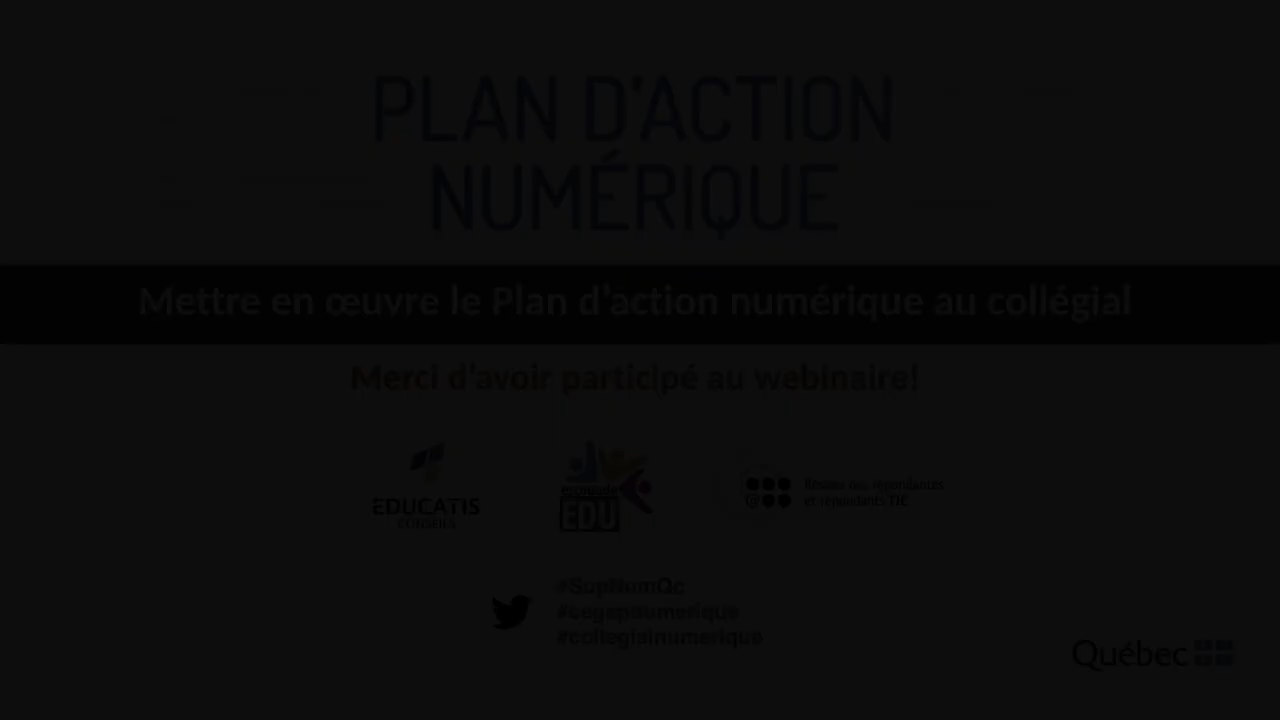 PLAN D'ACTION
NUMÉRIQUE
Mettre en œuvre le Plan d'action numérique au collégial
Merci d'avoir participé au webinaire!
EDUCATIS
CONSEILS
EDU
Réseau des répondantes
et répondants TIC
#SupNumQc
#cegepnumerique
#collegialnumerique
Québec